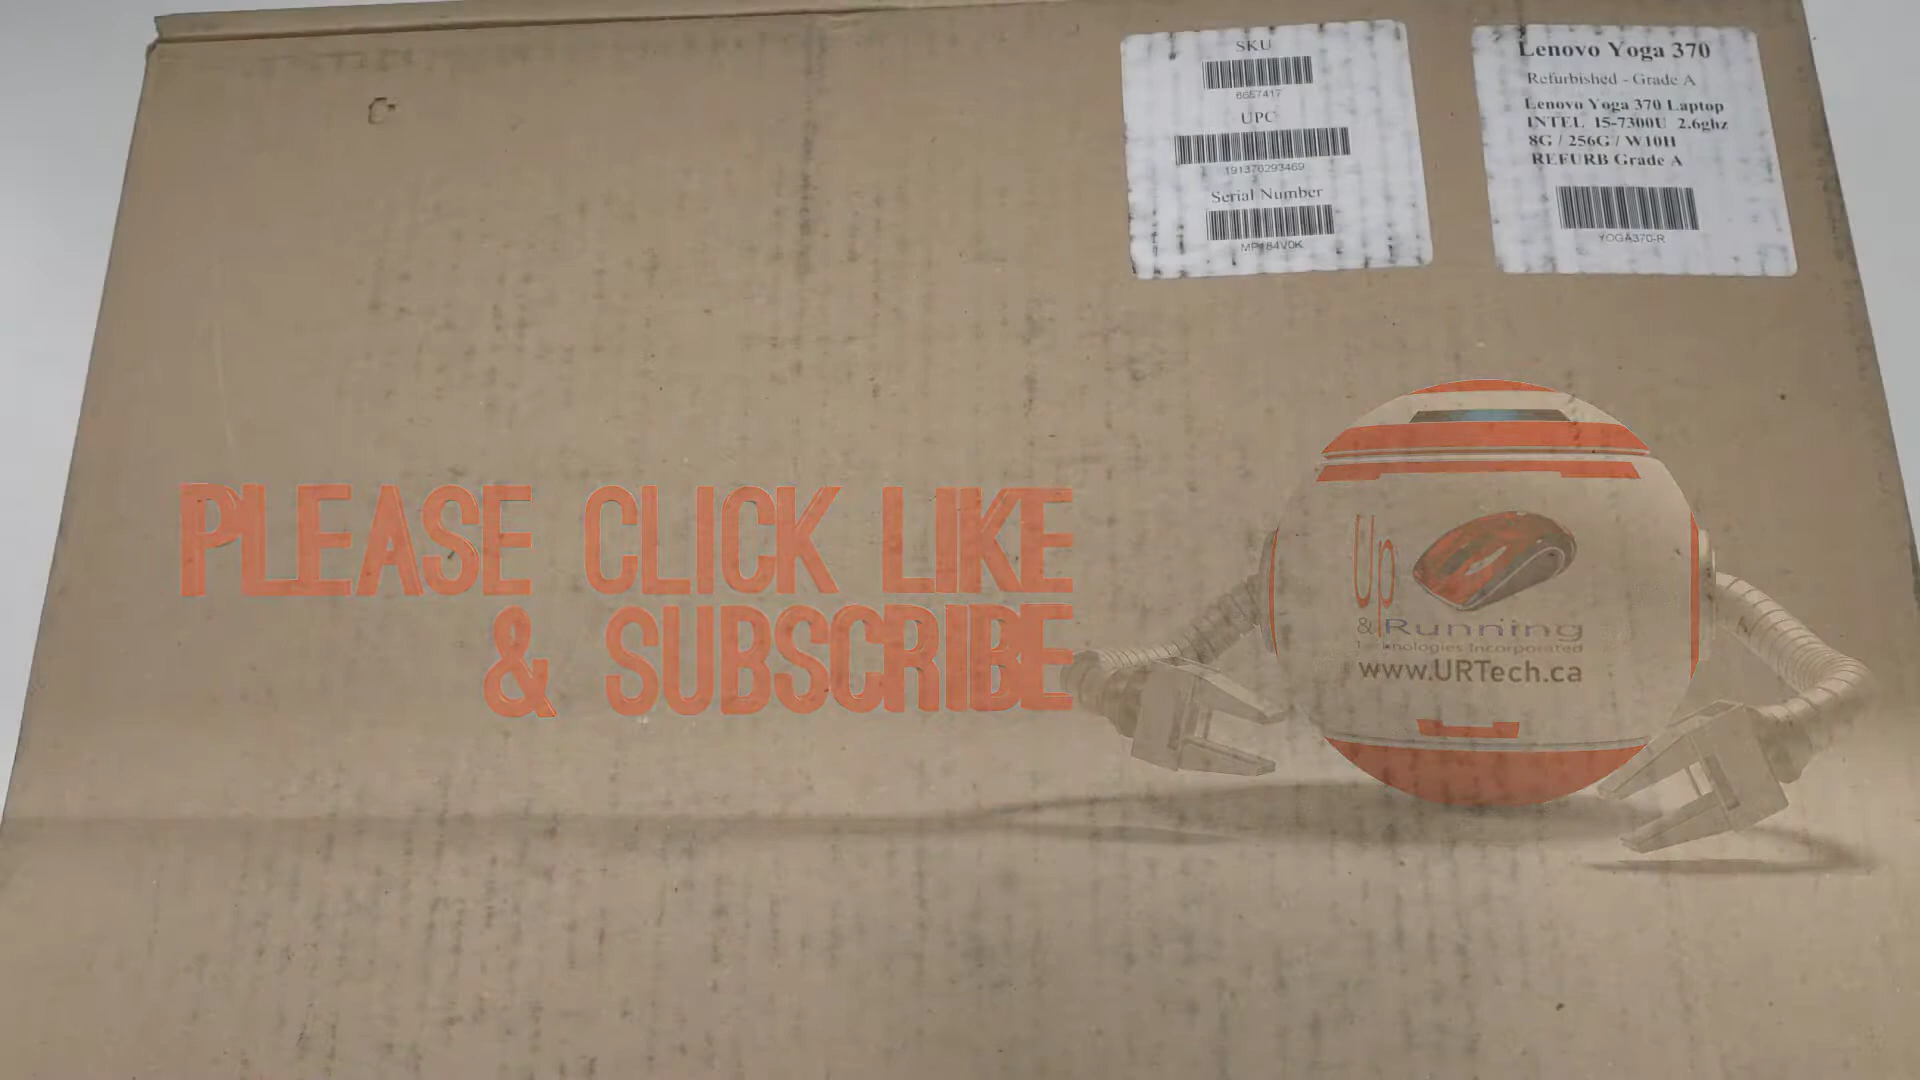 SKU
6657417
UPC
191376293469
Serial Number
MP184V0K
Lenovo Yoga 370
Refurbished - Grade A
Lenovo Yoga 370 Laptop
INTEL I5-7300U 2.6ghz
8G / 256G / W10H
REFURB Grade A
YOGA370-R
PLEASE CLICK LIKE
& SUBSCRIBE
Up
& Running
Technologies Incorporated
www.URTech.ca